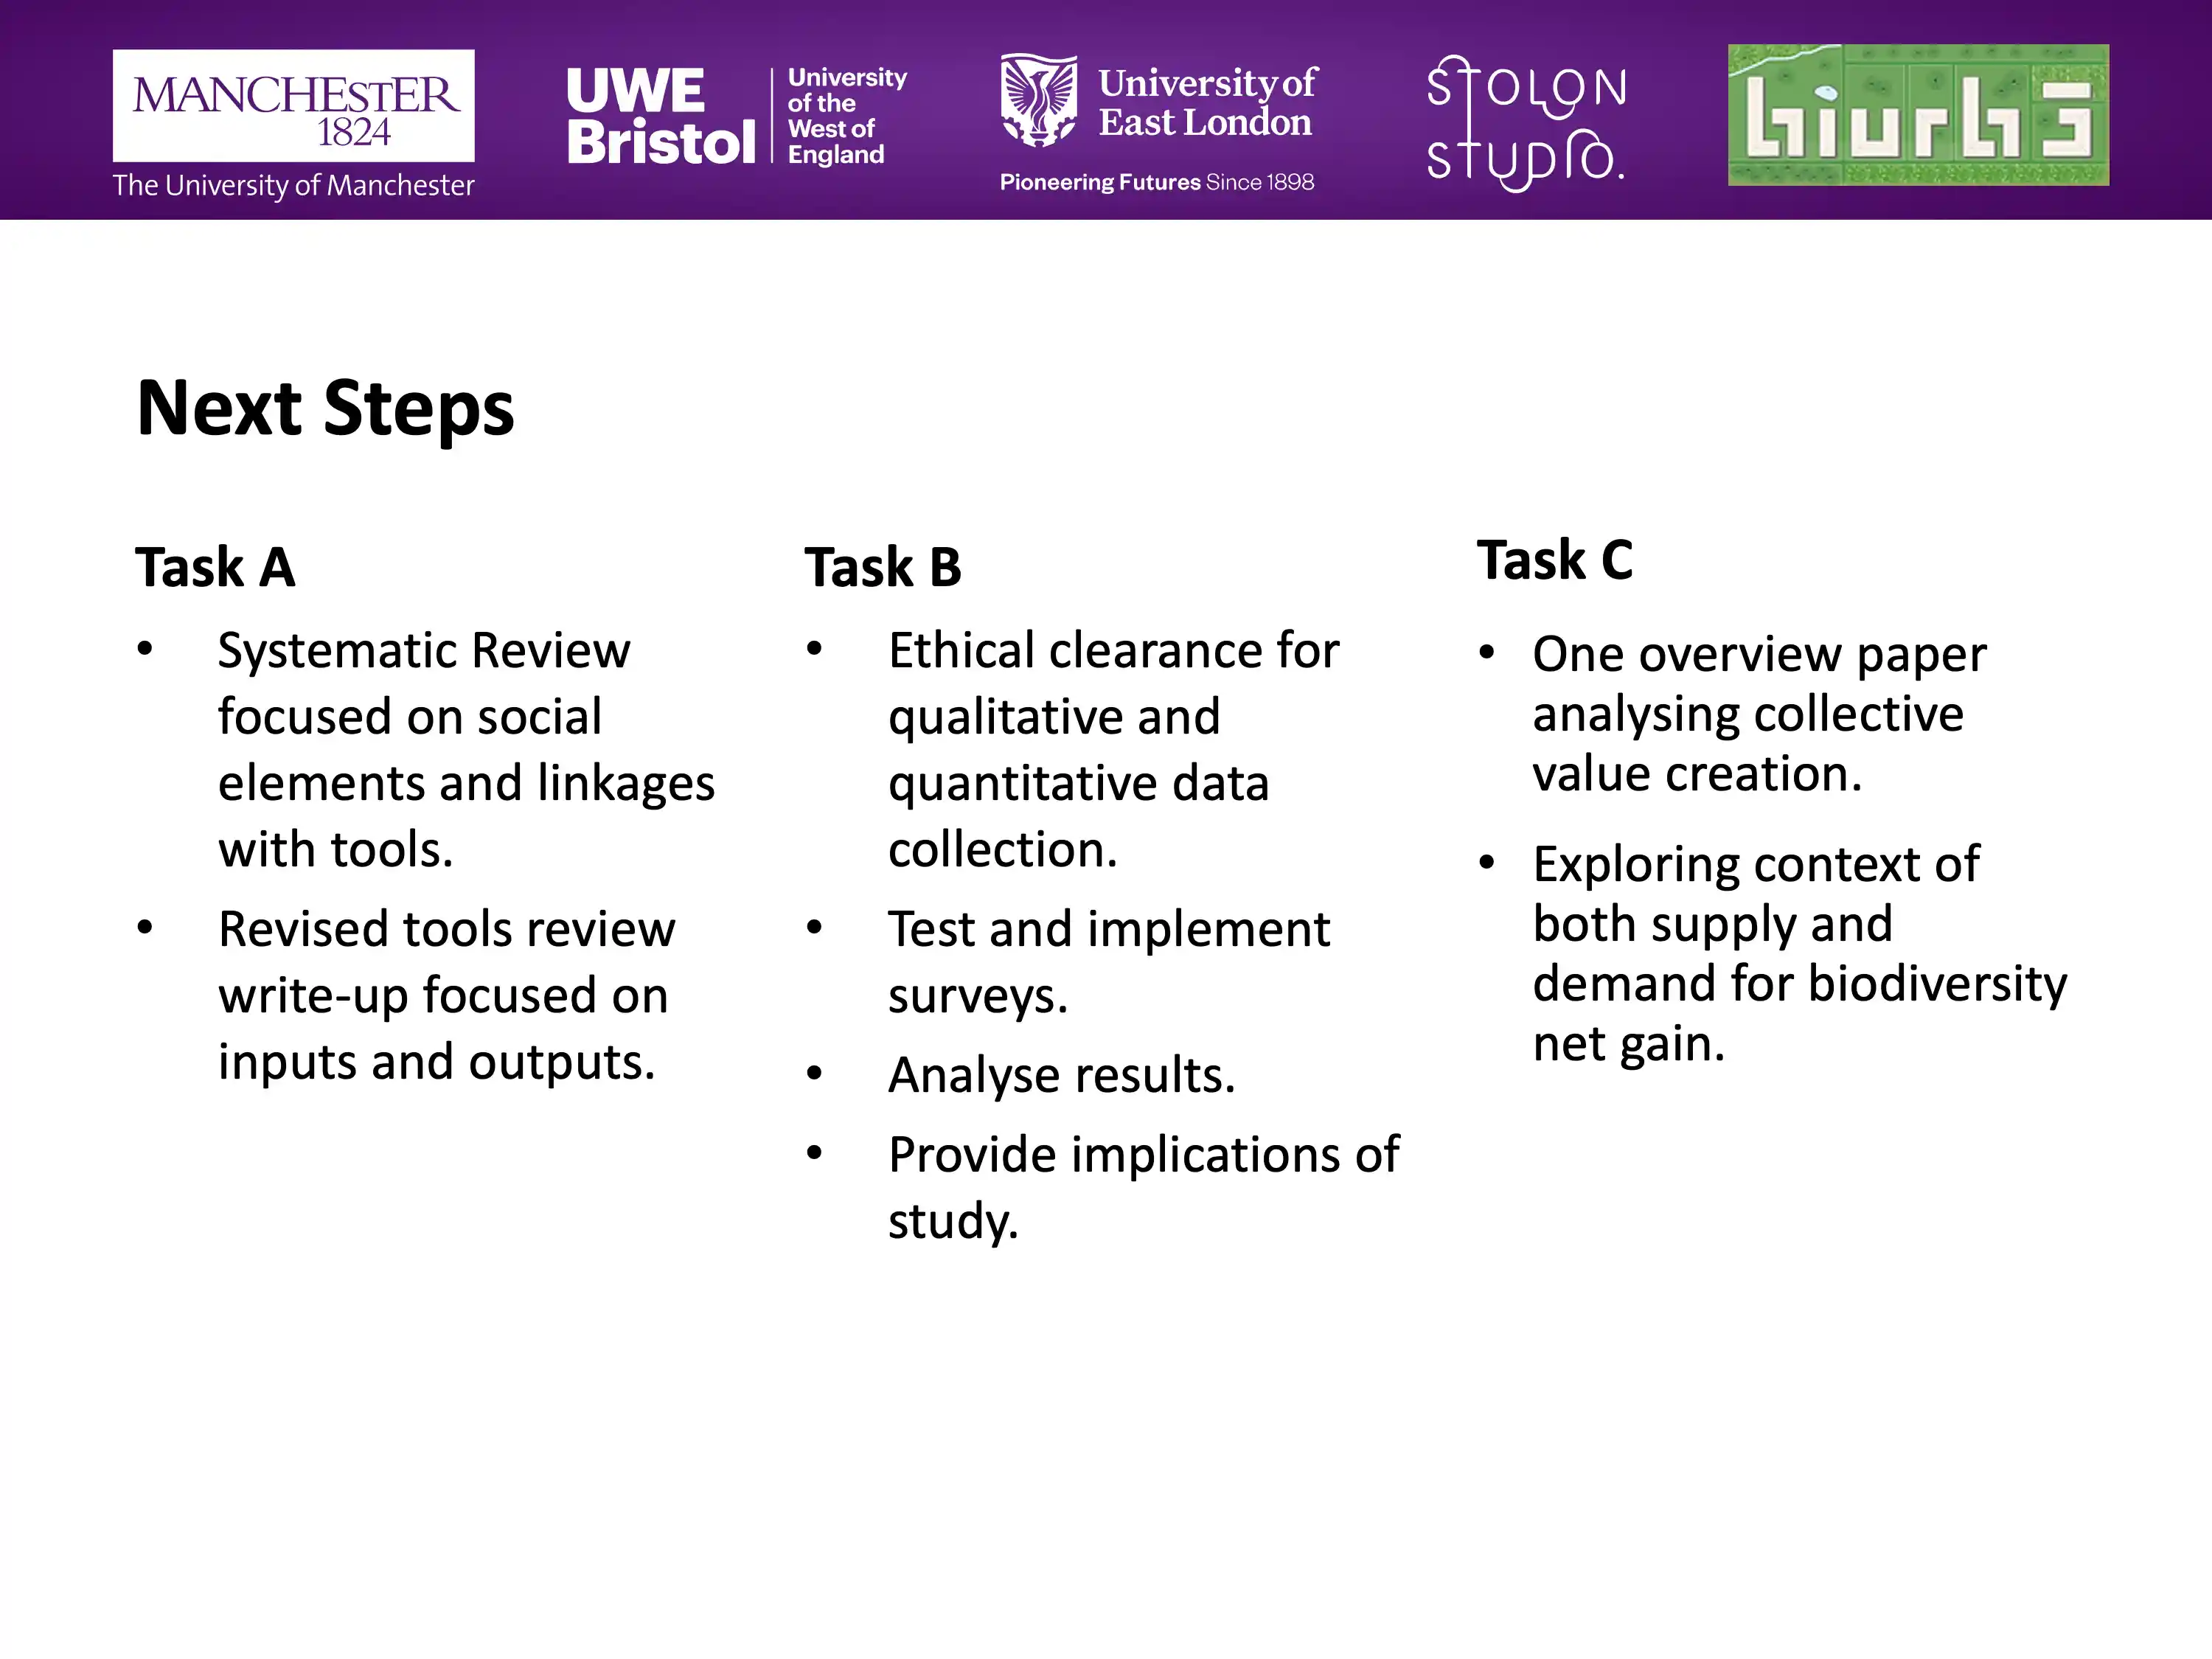 MANCHESTER
1824
The University of Manchester
UWE
Bristol
University
of the
West of
England
University of
East London
Pioneering Futures Since 1898
STOLON
STUDIO.
Next Steps
Task A
• Systematic Review
focused on social
elements and linkages
with tools.
• Revised tools review
write-up focused on
inputs and outputs.
Task B
• Ethical clearance for
qualitative and
quantitative data
collection.
• Test and implement
surveys.
• Analyse results.
• Provide implications of
study.
Task C
• One overview paper
analysing collective
value creation.
• Exploring context of
both supply and
demand for biodiversity
net gain.